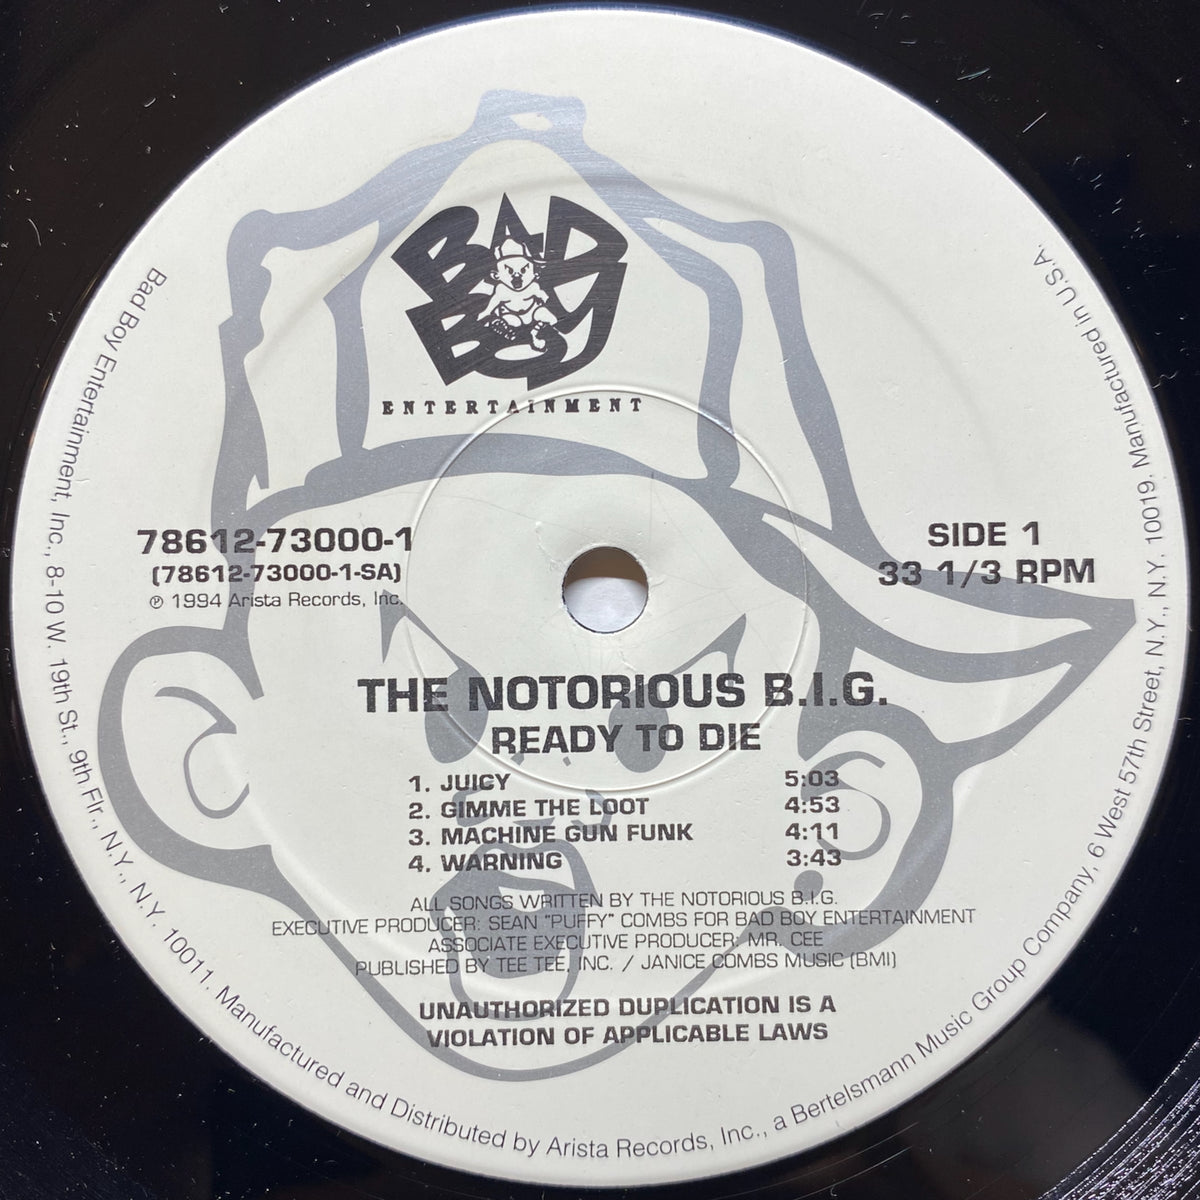 BAD
BOY
ENTERTAINMENT
78612-73000-1
(78612-73000-1-SA)
℗ 1994 Arista Records, Inc.
SIDE 1
33 1/3 RPM
THE NOTORIOUS B.I.G.
READY TO DIE
1. JUICY 5:03
2. GIMME THE LOOT 4:53
3. MACHINE GUN FUNK 4:11
4. WARNING 3:43
ALL SONGS WRITTEN BY THE NOTORIOUS B.I.G.
EXECUTIVE PRODUCER: SEAN "PUFFY" COMBS FOR BAD BOY ENTERTAINMENT
ASSOCIATE EXECUTIVE PRODUCER: MR. CEE
PUBLISHED BY TEE TEE, INC. / JANICE COMBS MUSIC (BMI)
UNAUTHORIZED DUPLICATION IS A
VIOLATION OF APPLICABLE LAWS
Bad Boy Entertainment, Inc., 8-10 W. 19th St., 9th Flr., N.Y., N.Y. 10011. Manufactured and Distributed by Arista Records, Inc., a Bertelsmann Music Group Company, 6 West 57th Street, N.Y., N.Y. 10019. Manufactured in U.S.A.